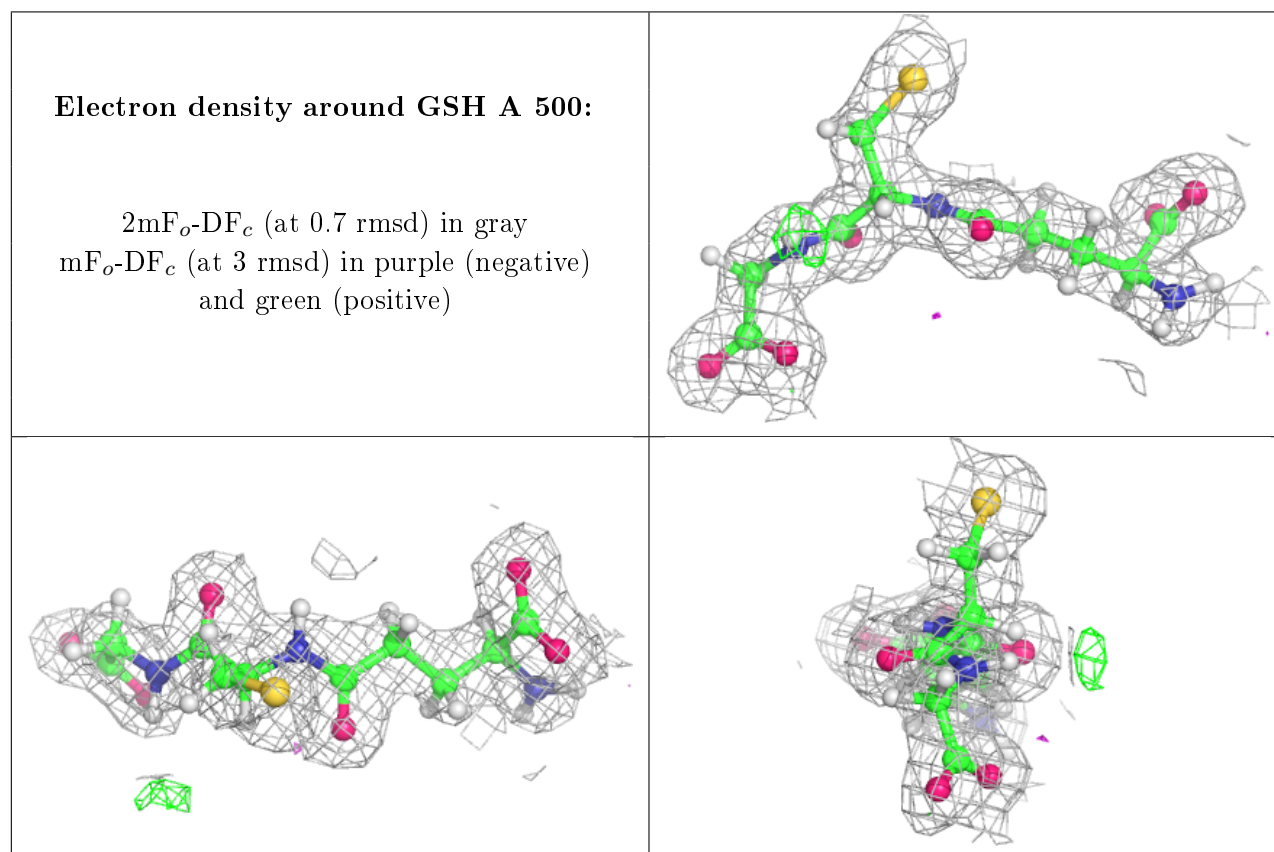 Electron density around GSH A 500:
2mFo-DFc (at 0.7 rmsd) in gray
mFo-DFc (at 3 rmsd) in purple (negative)
and green (positive)